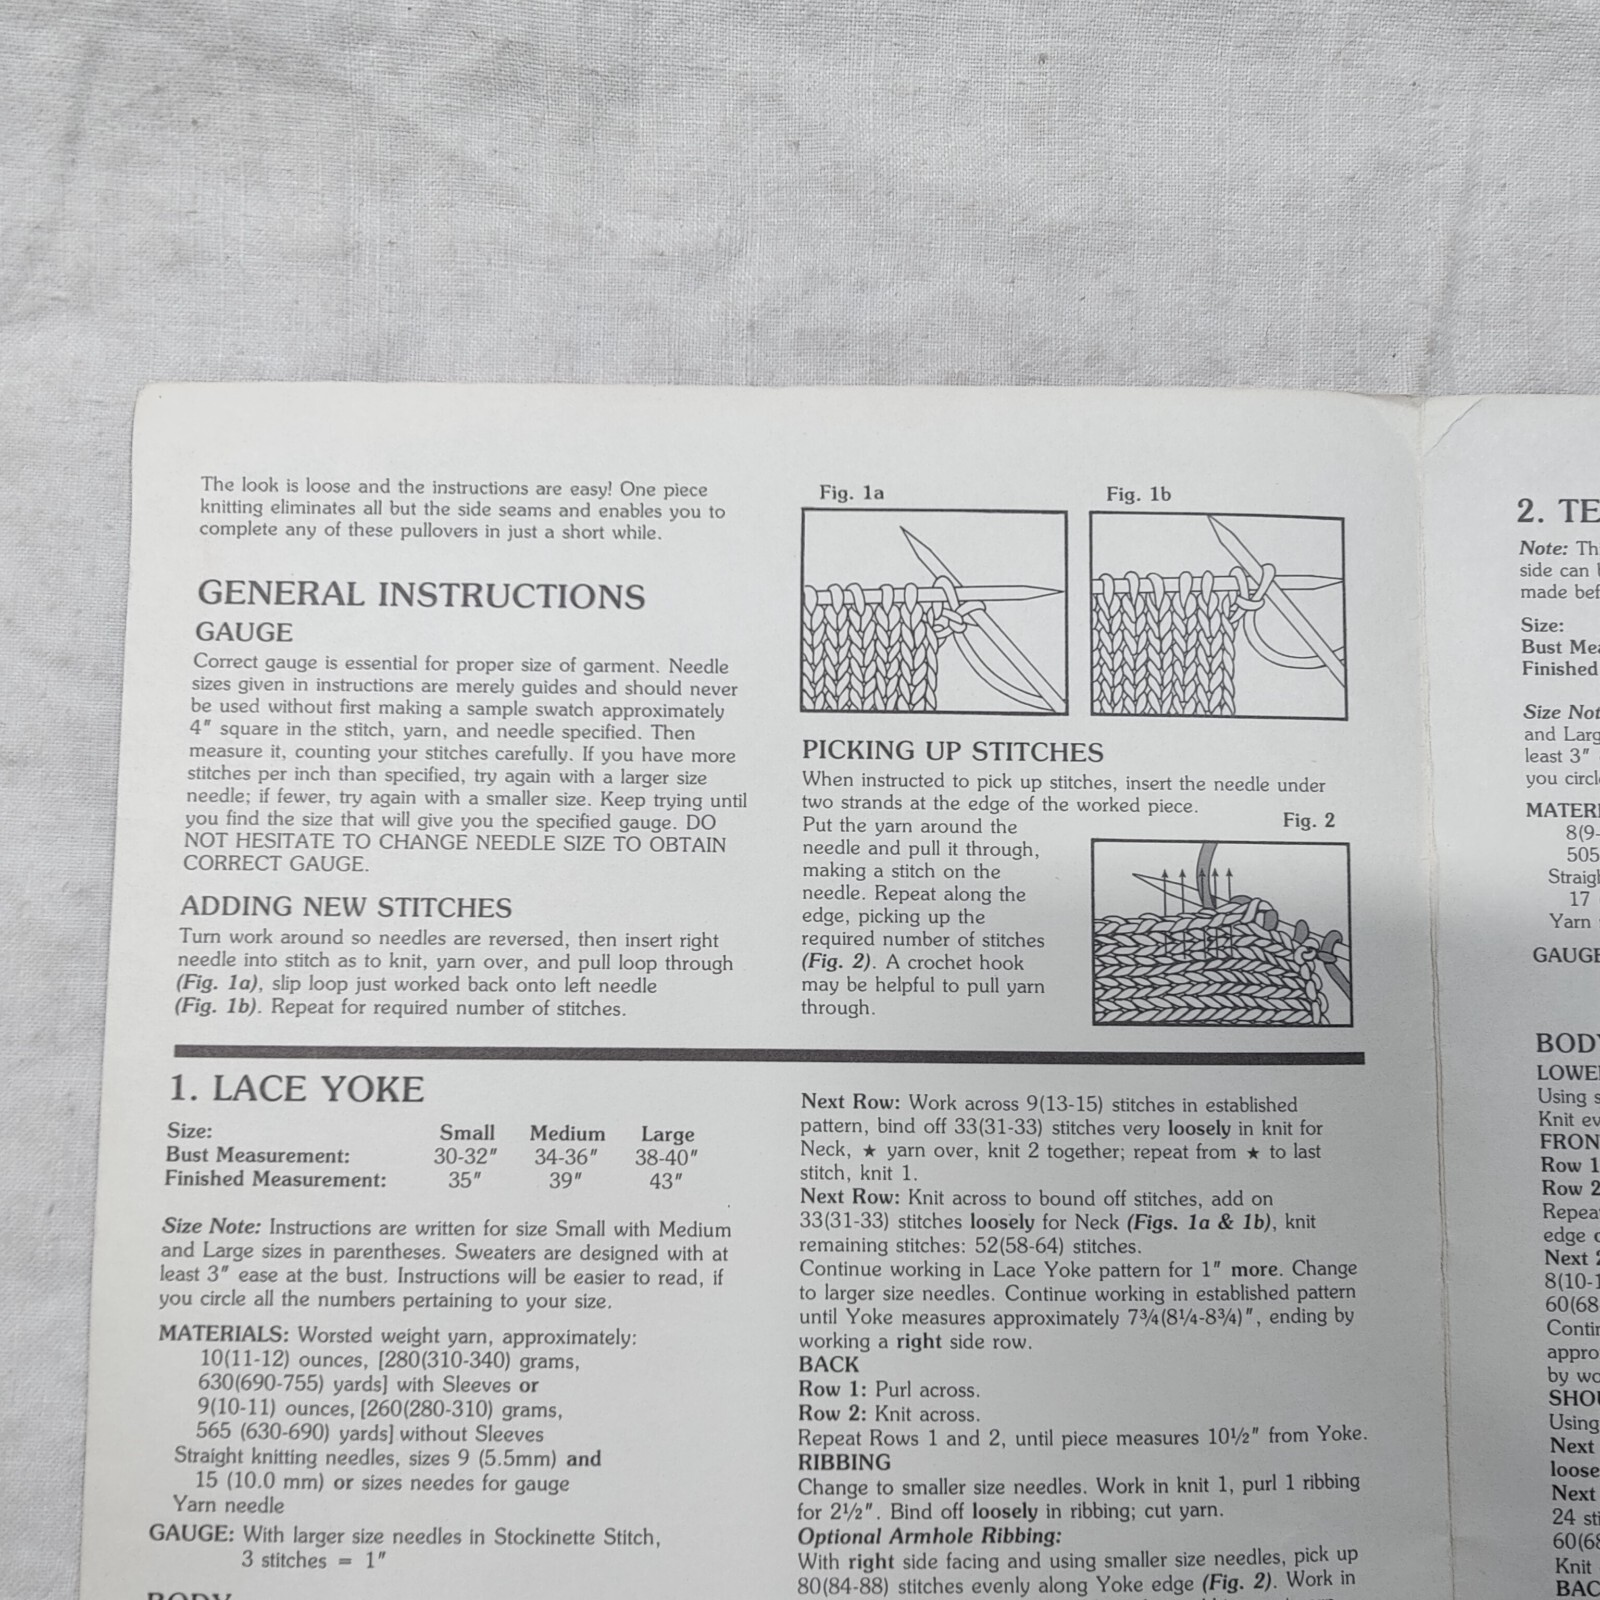 The look is loose and the instructions are easy! One piece
knitting eliminates all but the side seams and enables you to
complete any of these pullovers in just a short while.
GENERAL INSTRUCTIONS
GAUGE
Correct gauge is essential for proper size of garment. Needle
sizes given in instructions are merely guides and should never
be used without first making a sample swatch approximately
4″ square in the stitch, yarn, and needle specified. Then
measure it, counting your stitches carefully. If you have more
stitches per inch than specified, try again with a larger size
needle; if fewer, try again with a smaller size. Keep trying until
you find the size that will give you the specified gauge. DO
NOT HESITATE TO CHANGE NEEDLE SIZE TO OBTAIN
CORRECT GAUGE.
ADDING NEW STITCHES
Turn work around so needles are reversed, then insert right
needle into stitch as to knit, yarn over, and pull loop through
(Fig. 1a), slip loop just worked back onto left needle
(Fig. 1b). Repeat for required number of stitches.
Fig. 1a
Fig. 1b
PICKING UP STITCHES
When instructed to pick up stitches, insert the needle under
two strands at the edge of the worked piece.
Put the yarn around the
needle and pull it through,
making a stitch on the
needle. Repeat along the
edge, picking up the
required number of stitches
(Fig. 2). A crochet hook
may be helpful to pull yarn
through.
Fig. 2
1. LACE YOKE
Size: Small Medium Large
Bust Measurement: 30-32″ 34-36″ 38-40″
Finished Measurement: 35″ 39″ 43″
Size Note: Instructions are written for size Small with Medium
and Large sizes in parentheses. Sweaters are designed with at
least 3″ ease at the bust. Instructions will be easier to read, if
you circle all the numbers pertaining to your size.
MATERIALS: Worsted weight yarn, approximately:
10(11-12) ounces, [280(310-340) grams,
630(690-755) yards] with Sleeves or
9(10-11) ounces, [260(280-310) grams,
565 (630-690) yards] without Sleeves
Straight knitting needles, sizes 9 (5.5mm) and
15 (10.0 mm) or sizes needes for gauge
Yarn needle
GAUGE: With larger size needles in Stockinette Stitch,
3 stitches = 1″
BODY
Next Row: Work across 9(13-15) stitches in established
pattern, bind off 33(31-33) stitches very loosely in knit for
Neck, ★ yarn over, knit 2 together; repeat from ★ to last
stitch, knit 1.
Next Row: Knit across to bound off stitches, add on
33(31-33) stitches loosely for Neck (Figs. 1a & 1b), knit
remaining stitches: 52(58-64) stitches.
Continue working in Lace Yoke pattern for 1″ more. Change
to larger size needles. Continue working in established pattern
until Yoke measures approximately 7¾(8¼-8¾)″, ending by
working a right side row.
BACK
Row 1: Purl across.
Row 2: Knit across.
Repeat Rows 1 and 2, until piece measures 10½″ from Yoke.
RIBBING
Change to smaller size needles. Work in knit 1, purl 1 ribbing
for 2½″. Bind off loosely in ribbing; cut yarn.
Optional Armhole Ribbing:
With right side facing and using smaller size needles, pick up
80(84-88) stitches evenly along Yoke edge (Fig. 2). Work in
2. TE
Note: Th
side can
made bef
Size:
Bust Mea
Finished
Size Not
and Larg
least 3″
you circl
MATERI
8(9-
505
Straigh
17
Yarn
GAUGE
BODY
LOWE
Using s
Knit ev
FRON
Row 1
Row 2
Repea
edge o
Next 2
8(10-1
60(68
Contin
appro
by wo
SHOU
Using
Next
loose
Next
24 sti
60(68
Knit
BAC